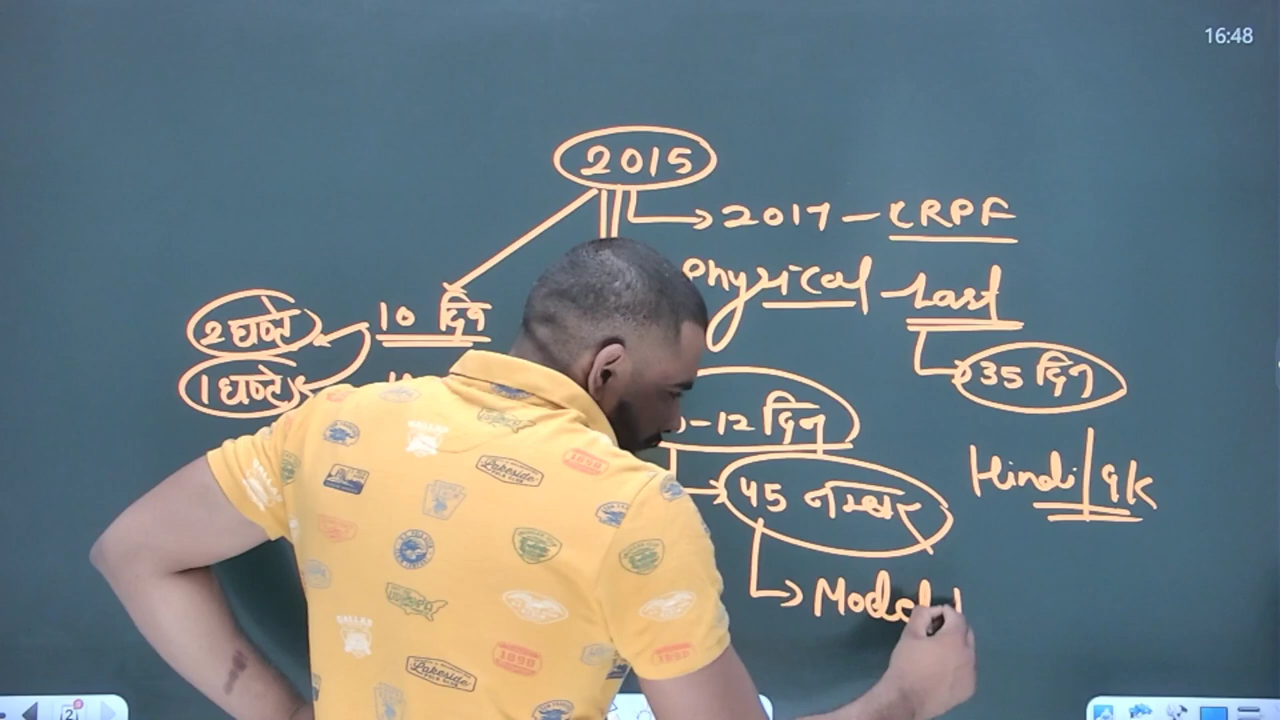 16:48
2015
2017 - CRPF
Physical - Last
2 घण्टे
10 दिन
1 घण्टे
35 दिन
-12 दिन
Hindi | GK
45 नम्बर
Model